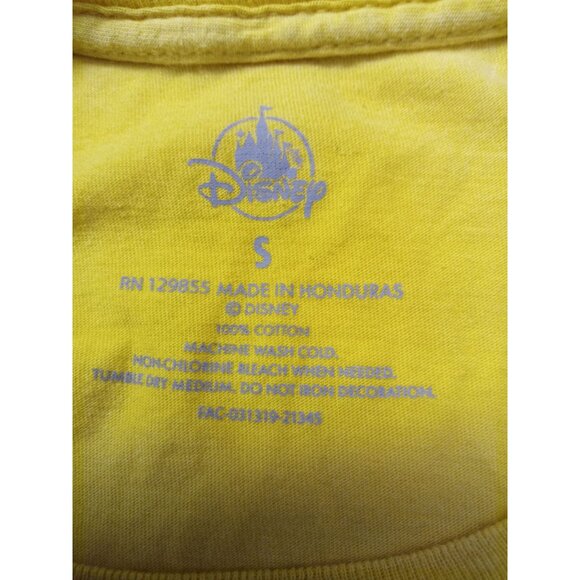 Disney
S
RN 129855 MADE IN HONDURAS
© DISNEY
100% COTTON
MACHINE WASH COLD.
NON-CHLORINE BLEACH WHEN NEEDED.
TUMBLE DRY MEDIUM. DO NOT IRON DECORATION.
FAC-031319-21345